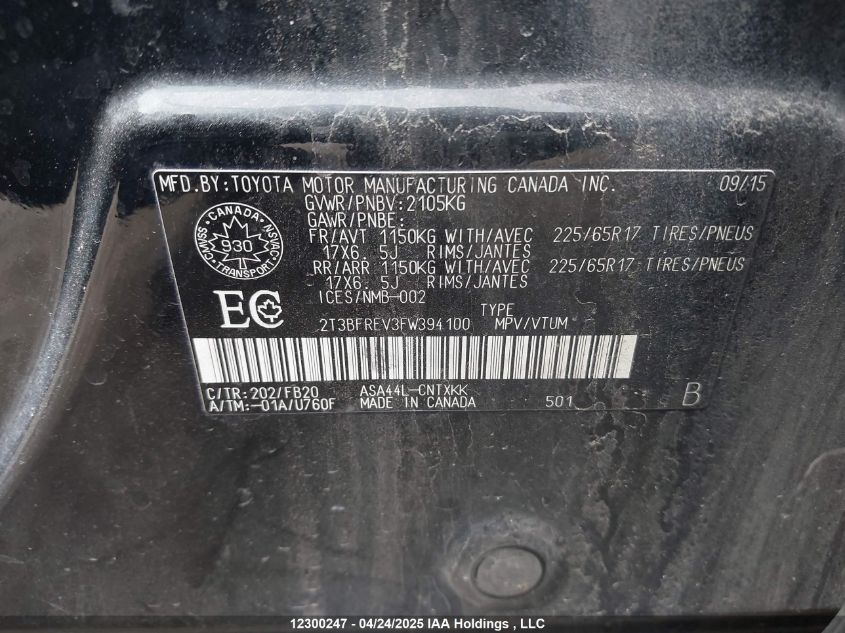 MFD.BY:TOYOTA MOTOR MANUFACTURING CANADA INC. 09/15
GVWR/PNBV:2105KG
GAWR/PNBE:
FR/AVT 1150KG WITH/AVEC 225/65R17 TIRES/PNEUS
17X6. 5J RIMS/JANTES
RR/ARR 1150KG WITH/AVEC 225/65R17 TIRES/PNEUS
17X6. 5J RIMS/JANTES
ICES/NMB-002
CANADA
CMVSS NSVAC
930
TRANSPORT
EC
TYPE
2T3BFREV3FW394100 MPV/VTUM
C/TR:202/FB20 ASA44L-CNTXKK
A/TM:-01A/U760F MADE IN CANADA 501 B
12300247 - 04/24/2025 IAA Holdings , LLC